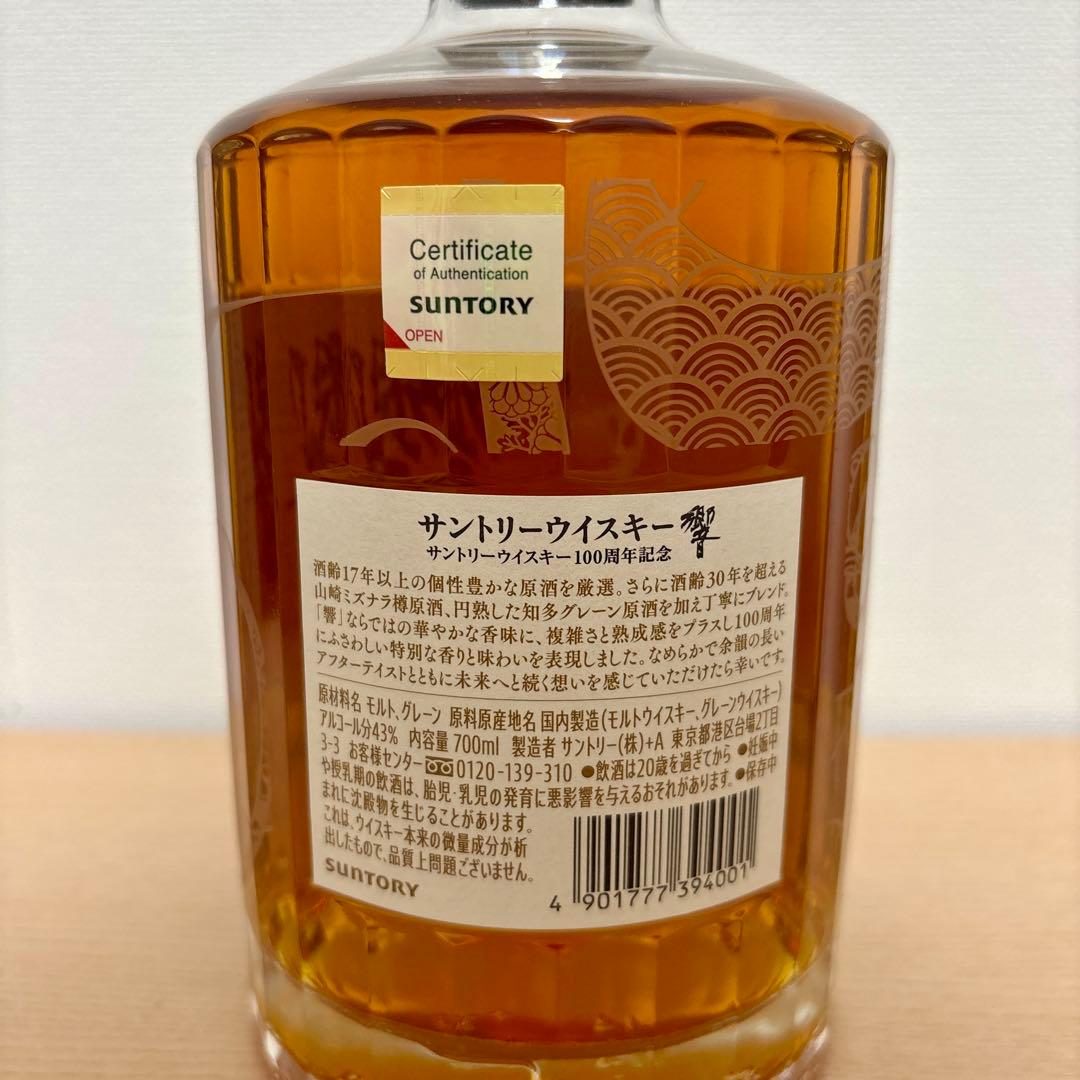 Certificate
of Authentication
SUNTORY
OPEN
サントリーウイスキー響
サントリーウイスキー100周年記念
酒齢17年以上の個性豊かな原酒を厳選。さらに酒齢30年を超える
山崎ミズナラ樽原酒、円熟した知多グレーン原酒を加え丁寧にブレンド。
「響」ならではの華やかな香味に、複雑さと熟成感をプラスし100周年
にふさわしい特別な香りと味わいを表現しました。なめらかで余韻の長い
アフターテイストとともに未来へと続く想いを感じていただけたら幸いです。
原材料名 モルト、グレーン 原料原産地名 国内製造(モルトウイスキー、グレーンウイスキー)
アルコール分43% 内容量 700ml 製造者 サントリー(株)+A 東京都港区台場2丁目
3-3 お客様センター 0120-139-310 ●飲酒は20歳を過ぎてから ●妊娠中
や授乳期の飲酒は、胎児・乳児の発育に悪影響を与えるおそれがあります。●保存中
まれに沈殿物を生じることがあります。
これは、ウイスキー本来の微量成分が析
出したもので、品質上問題ございません。
SUNTORY
4 901777 394001